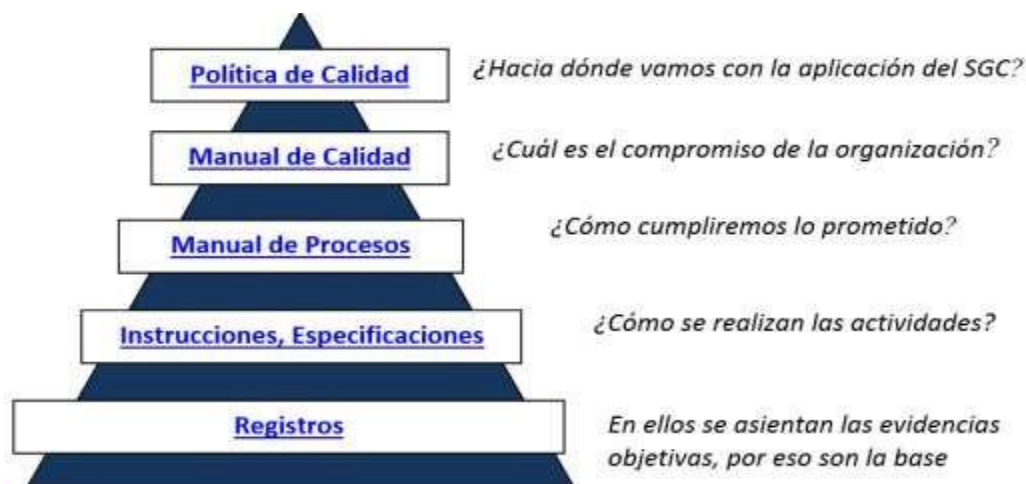 Política de Calidad
¿Hacia dónde vamos con la aplicación del SGC?
Manual de Calidad
¿Cuál es el compromiso de la organización?
Manual de Procesos
¿Cómo cumpliremos lo prometido?
Instrucciones, Especificaciones
¿Cómo se realizan las actividades?
Registros
En ellos se asientan las evidencias
objetivas, por eso son la base